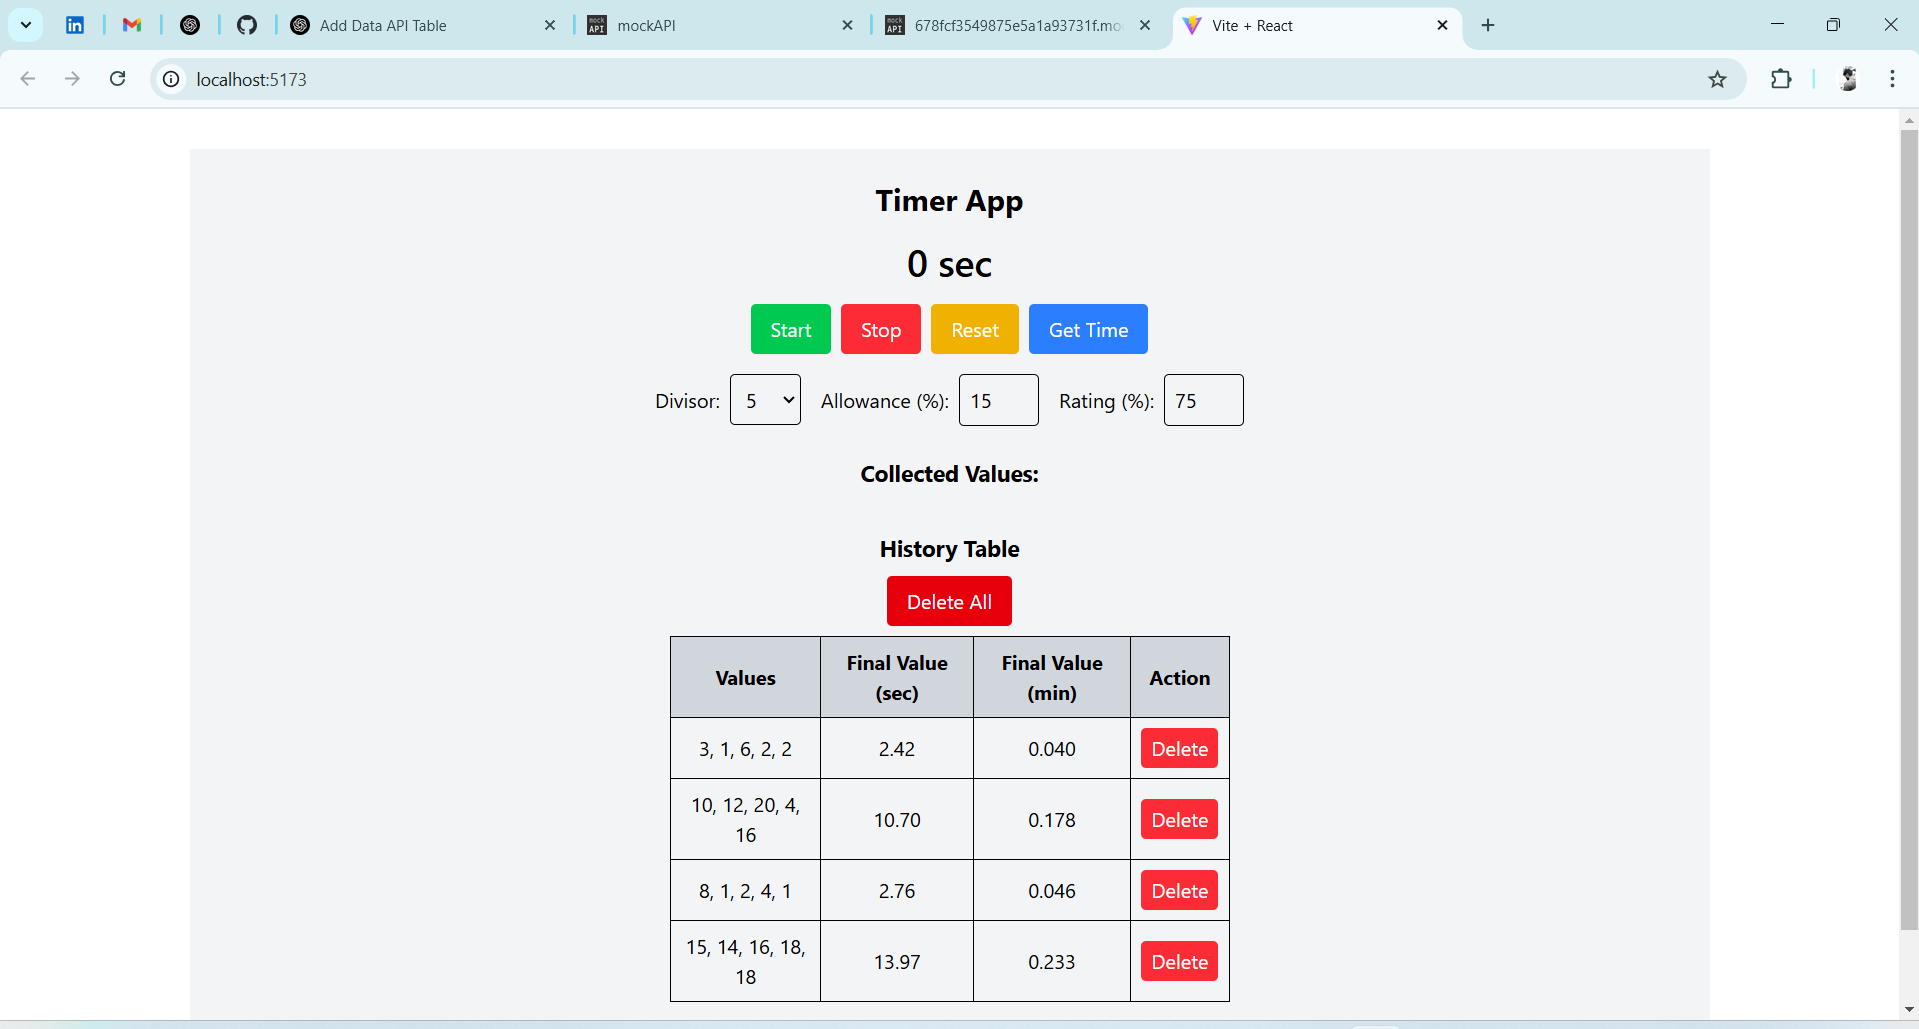 Add Data API Table
mockAPI
678fcf3549875e5a1a93731f.mo
Vite + React
localhost:5173
Timer App
0 sec
Start Stop Reset Get Time
Divisor: 5 Allowance (%): 15 Rating (%): 75
Collected Values:
History Table
Delete All
Values Final Value (sec) Final Value (min) Action
3, 1, 6, 2, 2 2.42 0.040 Delete
10, 12, 20, 4, 16 10.70 0.178 Delete
8, 1, 2, 4, 1 2.76 0.046 Delete
15, 14, 16, 18, 18 13.97 0.233 Delete